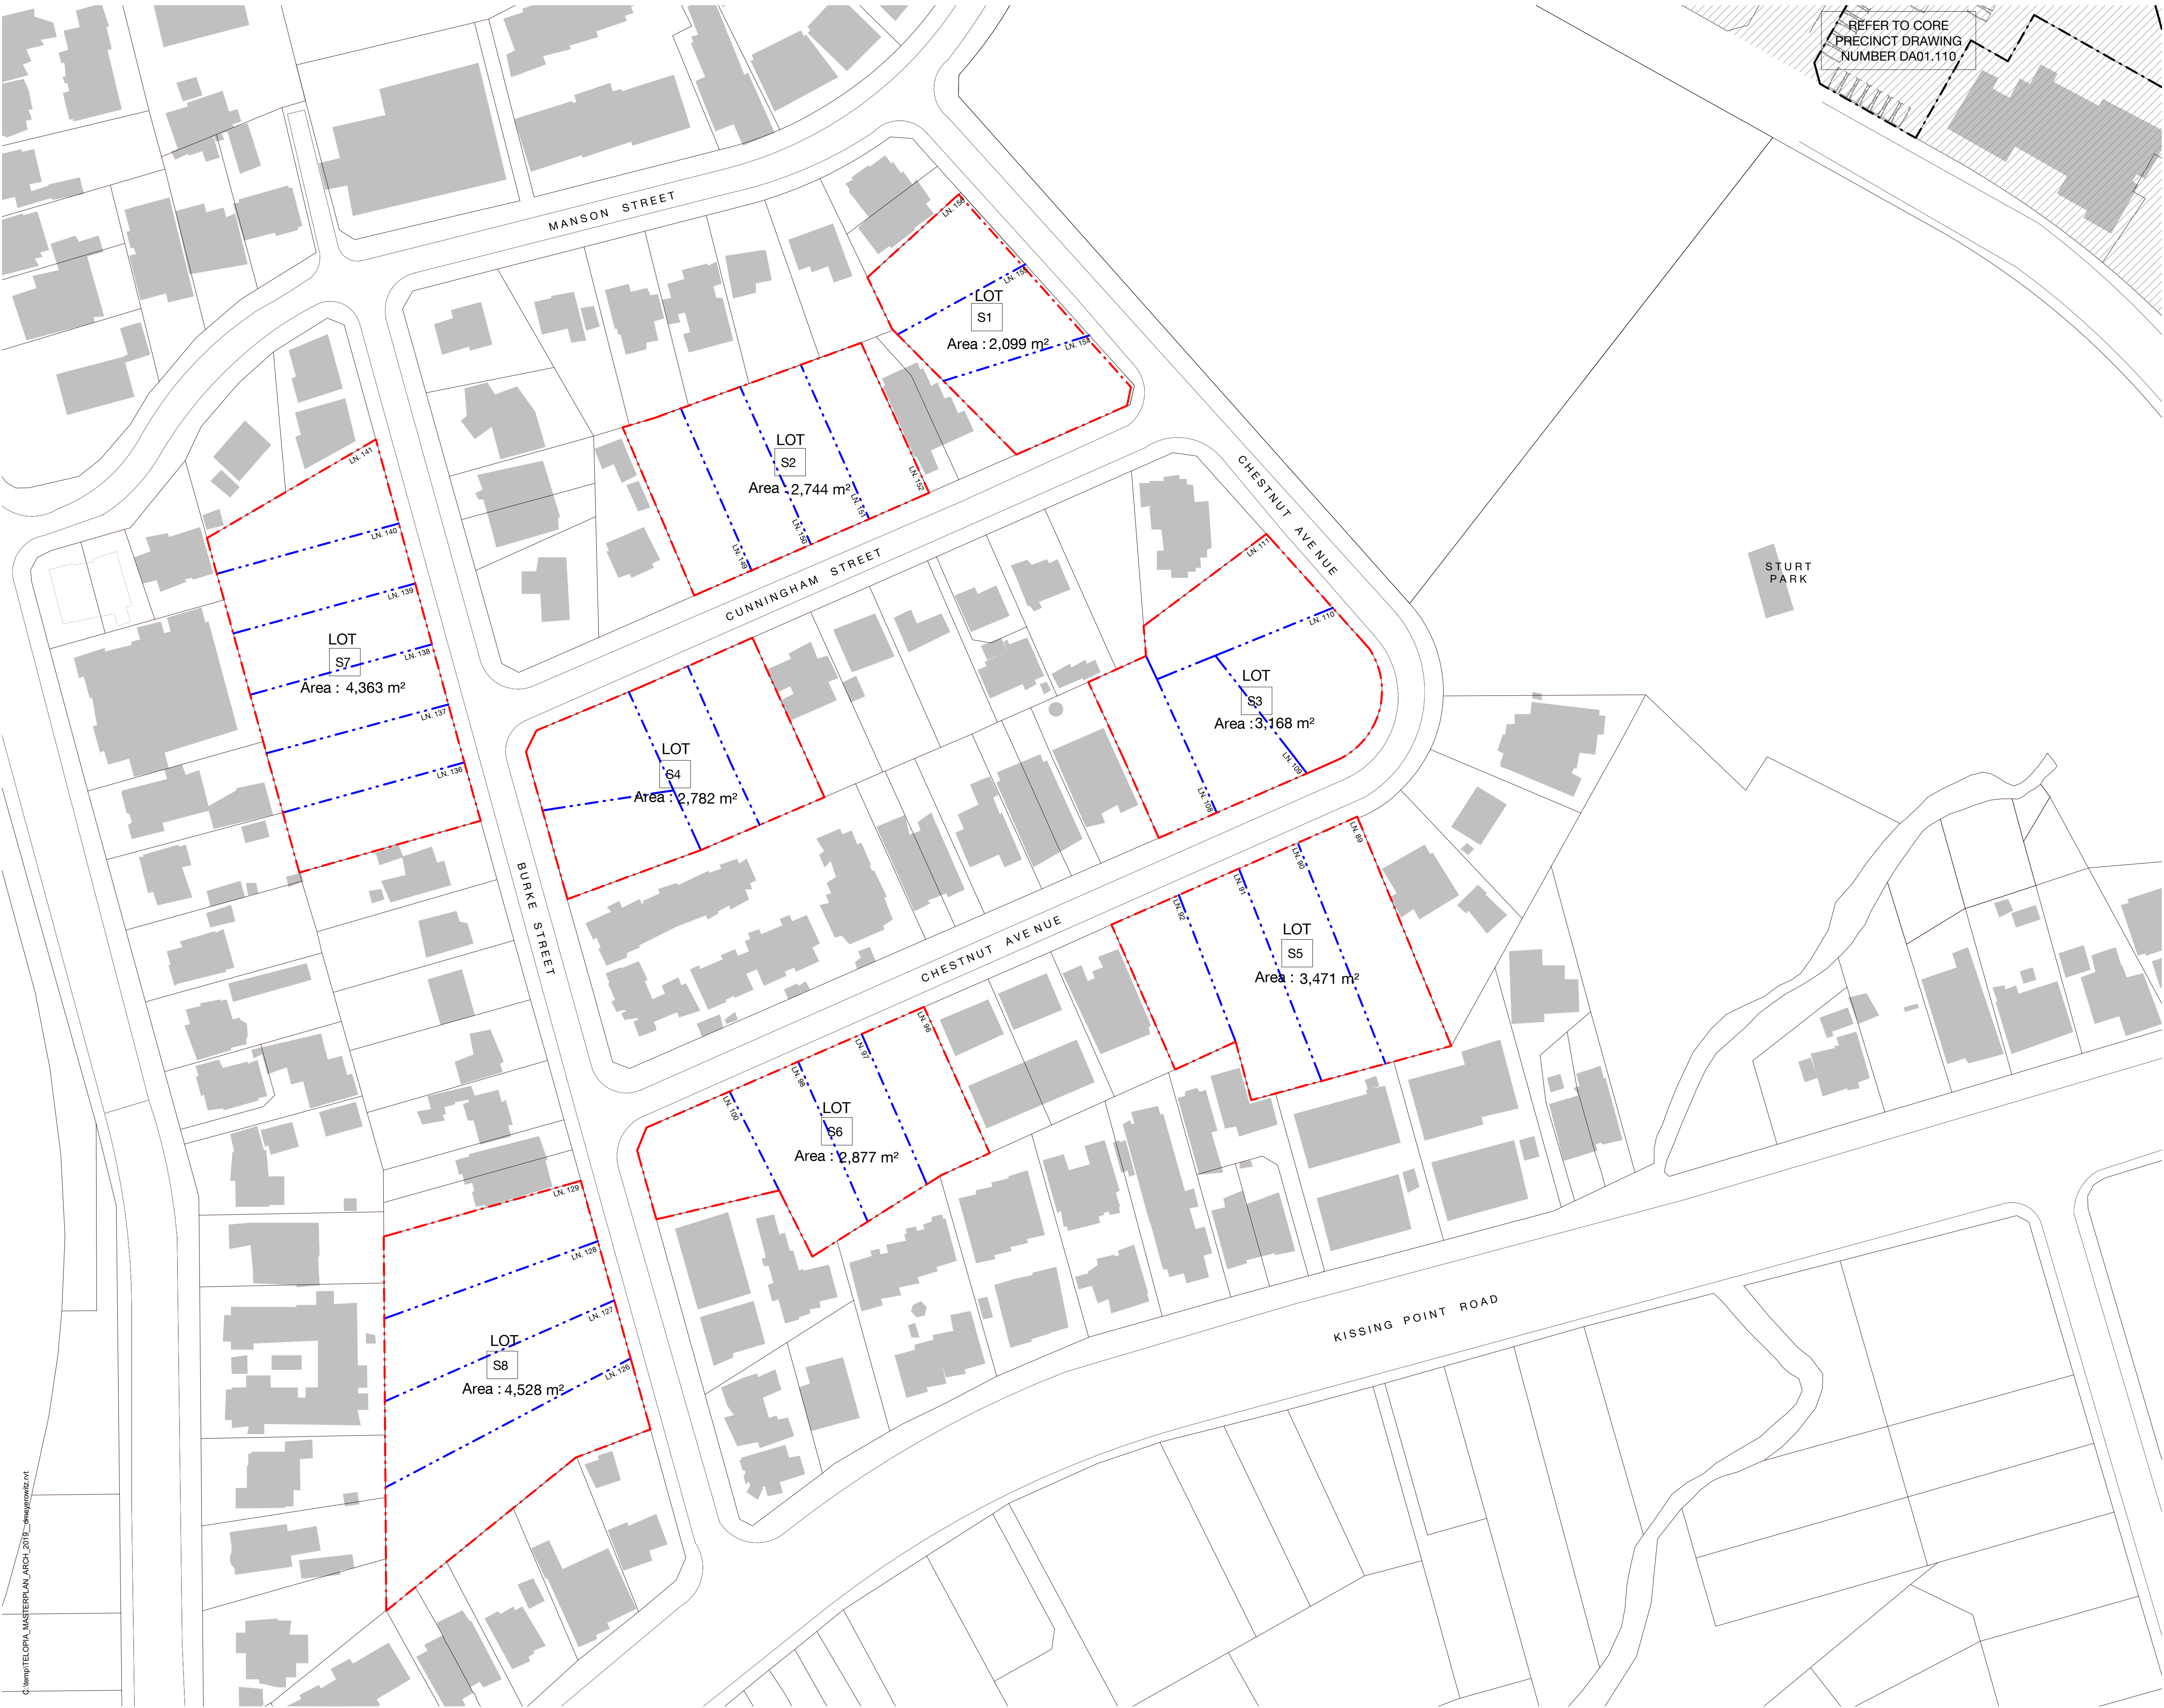 REFER TO CORE
PRECINCT DRAWING
NUMBER DA01.110
MANSON STREET
LN. 156
LN. 155
LOT
S1
Area : 2,099 m²
LN. 154
LOT
S2
Area : 2,744 m²
LN. 149
LN. 150
LN. 151
LN. 152
CUNNINGHAM STREET
CHESTNUT AVENUE
STURT
PARK
LN. 141
LN. 140
LN. 139
LOT
S7
LN. 138
Area : 4,363 m²
LN. 137
LN. 136
LN. 111
LN. 110
LOT
S3
Area : 3,168 m²
LN. 109
LN. 108
LOT
S4
Area : 2,782 m²
BURKE STREET
CHESTNUT AVENUE
LN. 89
LN. 90
LN. 91
LN. 92
LOT
S5
Area : 3,471 m²
LN. 96
LN. 97
LN. 98
LN. 100
LOT
S6
Area : 2,877 m²
LN. 129
LN. 128
LN. 127
LOT
S8
LN. 126
Area : 4,528 m²
KISSING POINT ROAD
C:\temp\TELOPIA_MASTERPLAN_ARCH_2019__dmeyerowitz.rvt